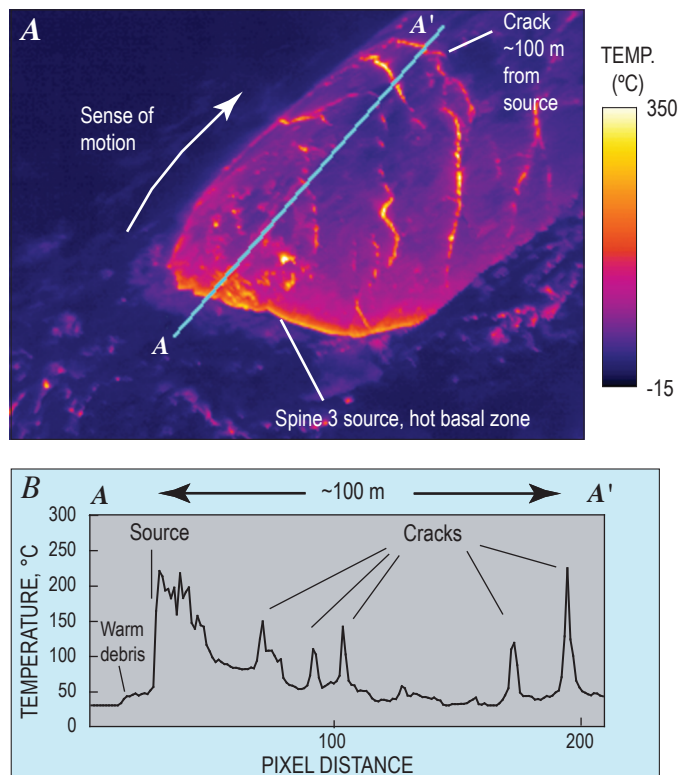 A
A'
Crack
~100 m
from
source
TEMP.
(ºC)
350
-15
Sense of
motion
A
Spine 3 source, hot basal zone
B
A
~100 m
A'
300
250
200
150
100
50
0
TEMPERATURE, °C
Source
Cracks
Warm
debris
100
200
PIXEL DISTANCE